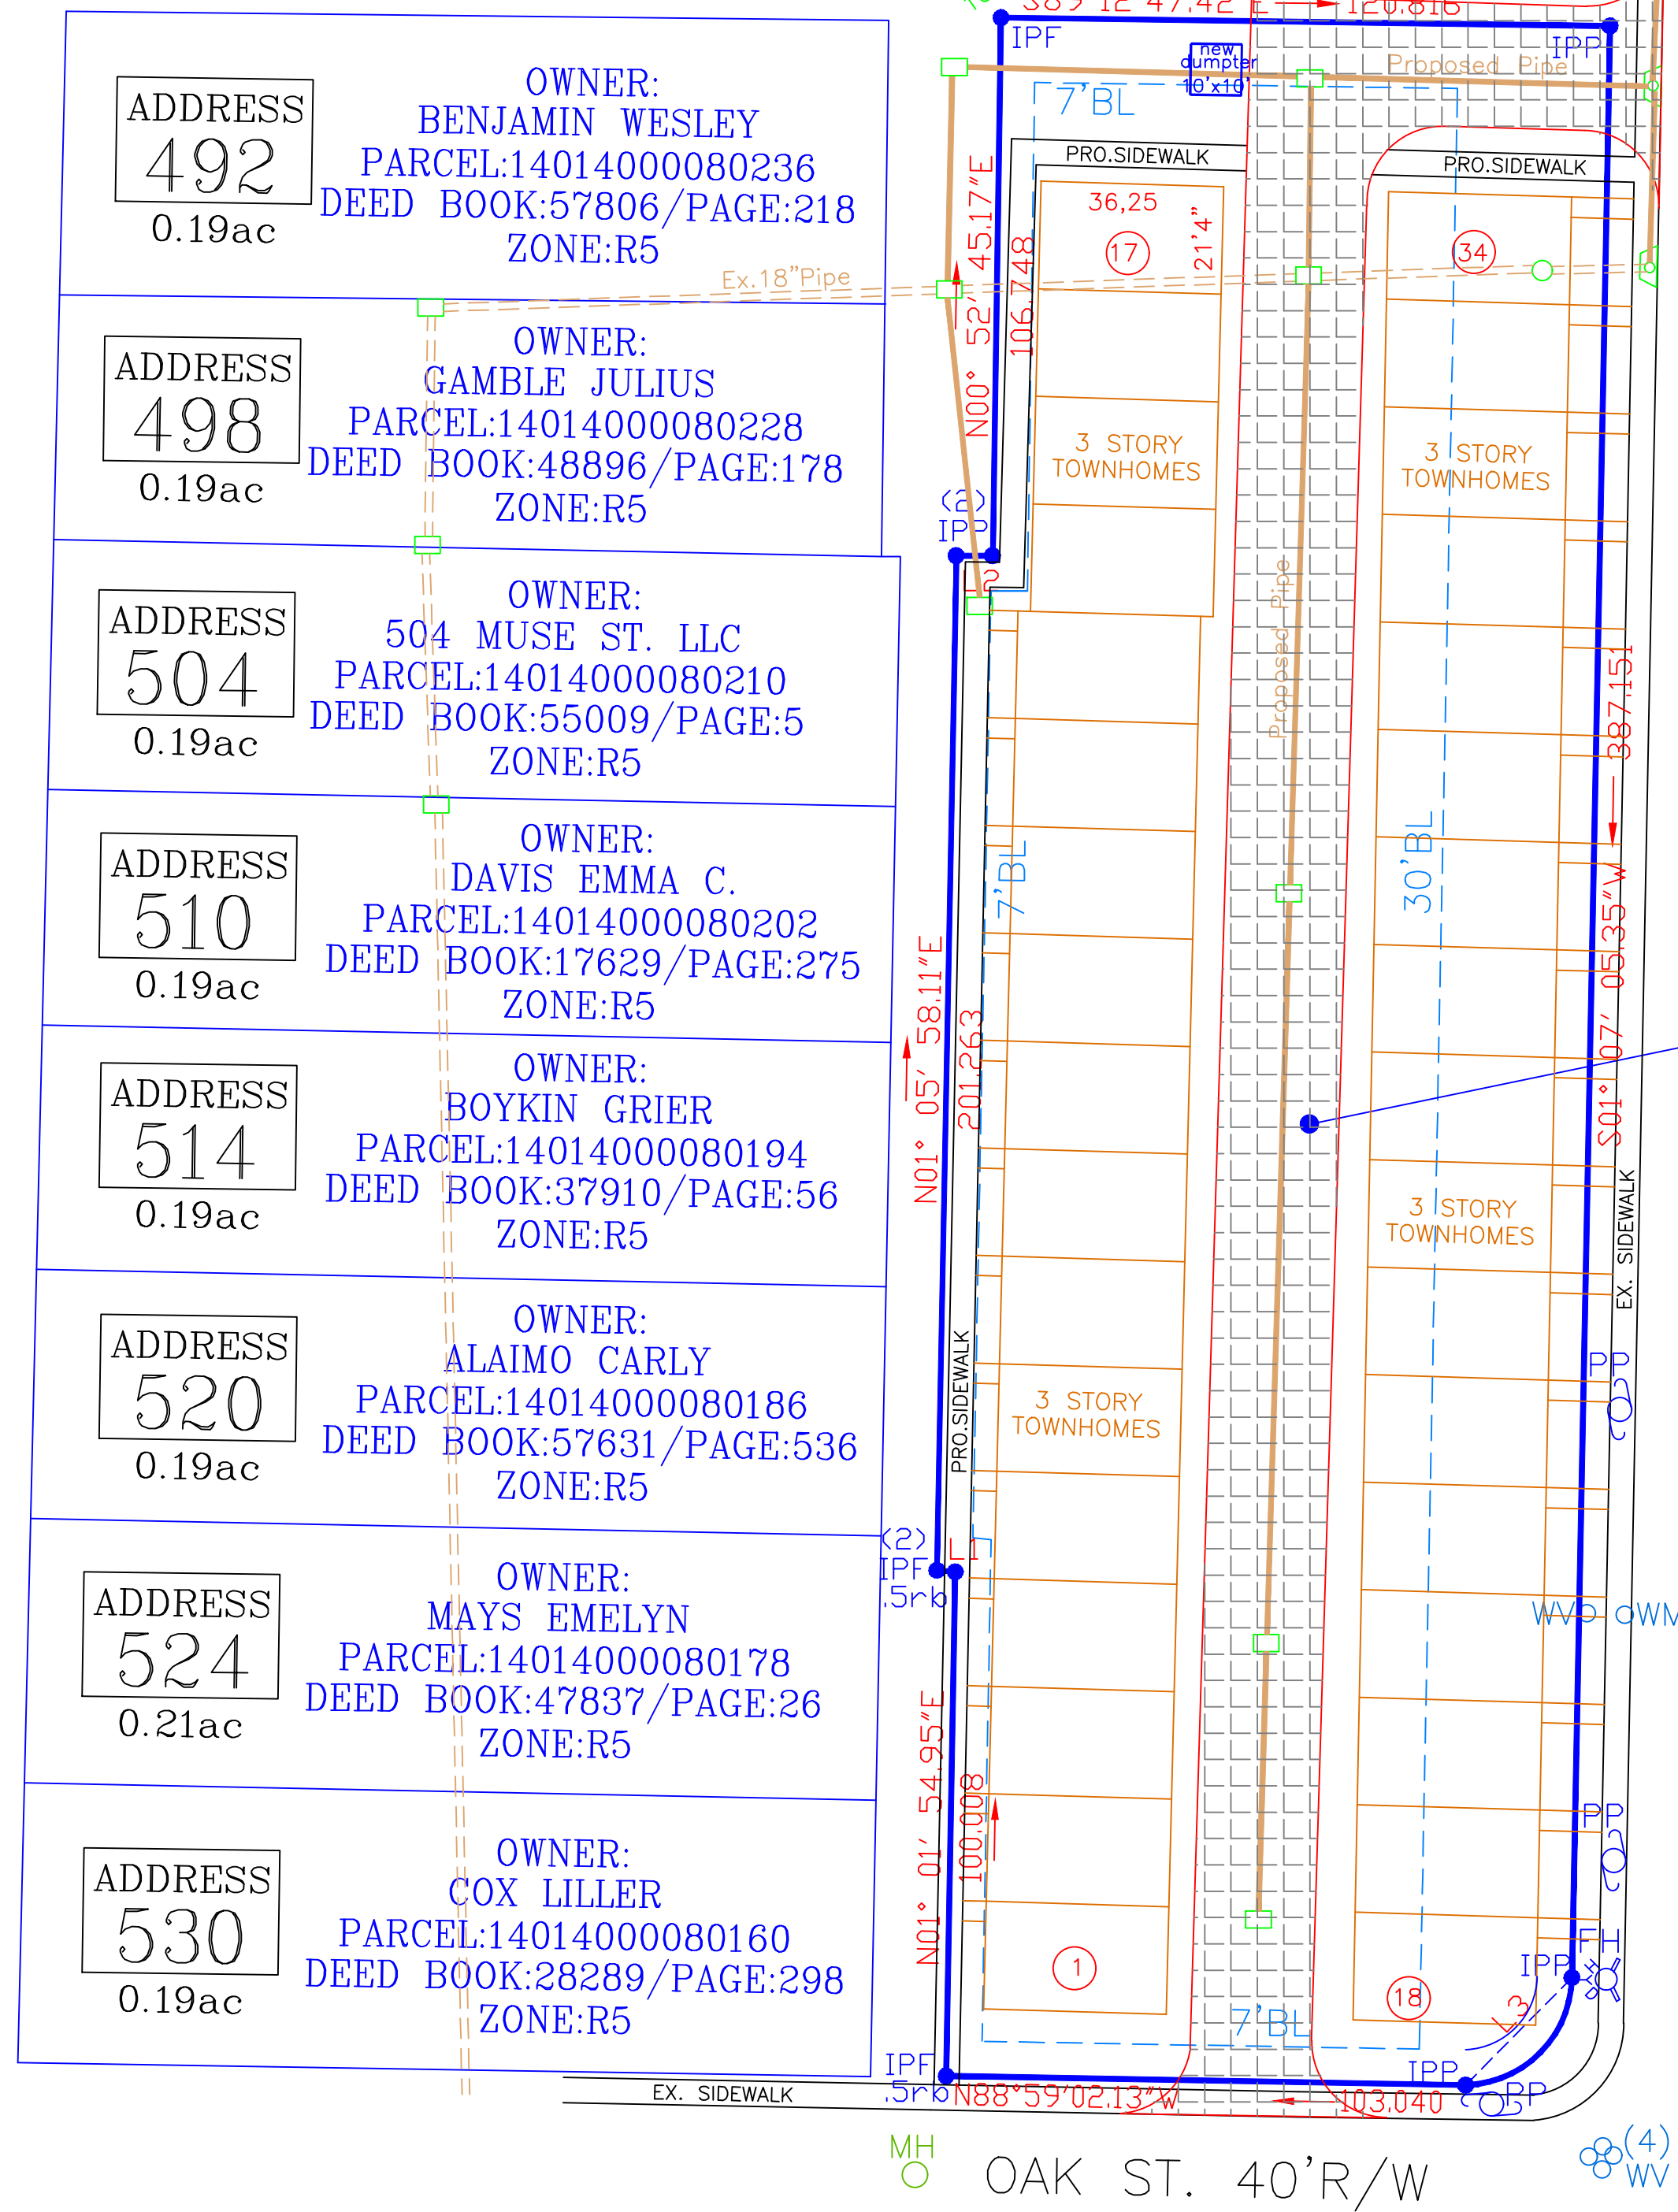 ADDRESS
492
0.19ac
OWNER:
BENJAMIN WESLEY
PARCEL:14014000080236
DEED BOOK:57806/PAGE:218
ZONE:R5
ADDRESS
498
0.19ac
OWNER:
GAMBLE JULIUS
PARCEL:14014000080228
DEED BOOK:48896/PAGE:178
ZONE:R5
ADDRESS
504
0.19ac
OWNER:
504 MUSE ST. LLC
PARCEL:14014000080210
DEED BOOK:55009/PAGE:5
ZONE:R5
ADDRESS
510
0.19ac
OWNER:
DAVIS EMMA C.
PARCEL:14014000080202
DEED BOOK:17629/PAGE:275
ZONE:R5
ADDRESS
514
0.19ac
OWNER:
BOYKIN GRIER
PARCEL:14014000080194
DEED BOOK:37910/PAGE:56
ZONE:R5
ADDRESS
520
0.19ac
OWNER:
ALAIMO CARLY
PARCEL:14014000080186
DEED BOOK:57631/PAGE:536
ZONE:R5
ADDRESS
524
0.21ac
OWNER:
MAYS EMELYN
PARCEL:14014000080178
DEED BOOK:47837/PAGE:26
ZONE:R5
ADDRESS
530
0.19ac
OWNER:
COX LILLER
PARCEL:14014000080160
DEED BOOK:28289/PAGE:298
ZONE:R5
Ex.18"Pipe
S89°12'47.42"E
120.816
IPF
IPP
new
dumpter
10'x10'
Proposed Pipe
7'BL
PRO.SIDEWALK
PRO.SIDEWALK
36,25
21'4"
17
34
N00° 52' 45.17"E
106.748
3 STORY
TOWNHOMES
3 STORY
TOWNHOMES
(2)
IPP
Proposed Pipe
387.151
S01° 07' 05.35"W
7'BL
30'BL
N01° 05' 58.11"E
201.263
EX. SIDEWALK
3 STORY
TOWNHOMES
PRO.SIDEWALK
3 STORY
TOWNHOMES
PP
(2)
IPF
.5rb
L1
WV
WM
N01° 01' 54.95"E
100.008
PP
FH
IPP
1
18
L3
7'BL
IPF
.5rb
IPP
PP
EX. SIDEWALK
N88°59'02.13"W
103.040
MH
OAK ST. 40'R/W
(4)
WV